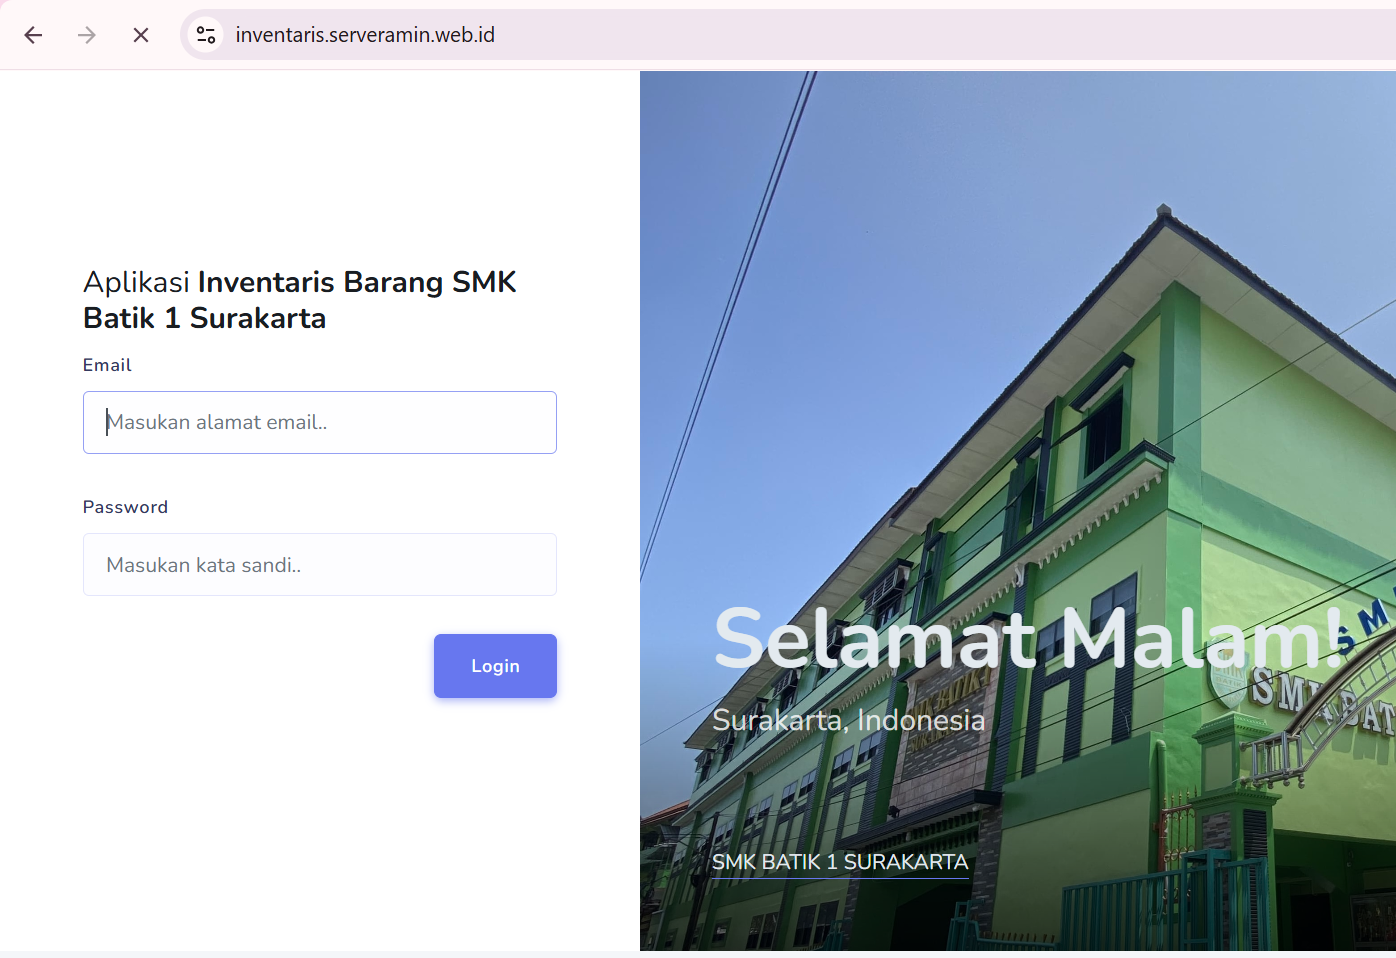 inventaris.serveramin.web.id
Aplikasi Inventaris Barang SMK
Batik 1 Surakarta
Email
Masukan alamat email..
Password
Masukan kata sandi..
Login
Selamat Malam!
Surakarta, Indonesia
SMK BATIK 1 SURAKARTA